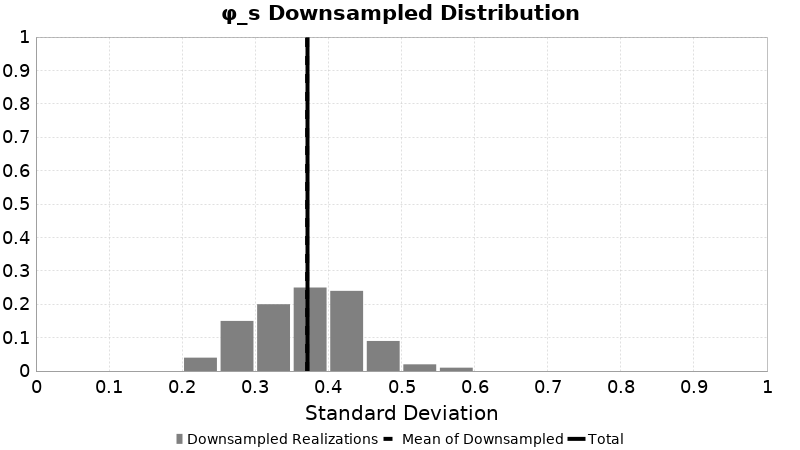 φ_s Downsampled Distribution
1
0.9
0.8
0.7
0.6
0.5
0.4
0.3
0.2
0.1
0
0 0.1 0.2 0.3 0.4 0.5 0.6 0.7 0.8 0.9 1
Standard Deviation
Downsampled Realizations Mean of Downsampled Total